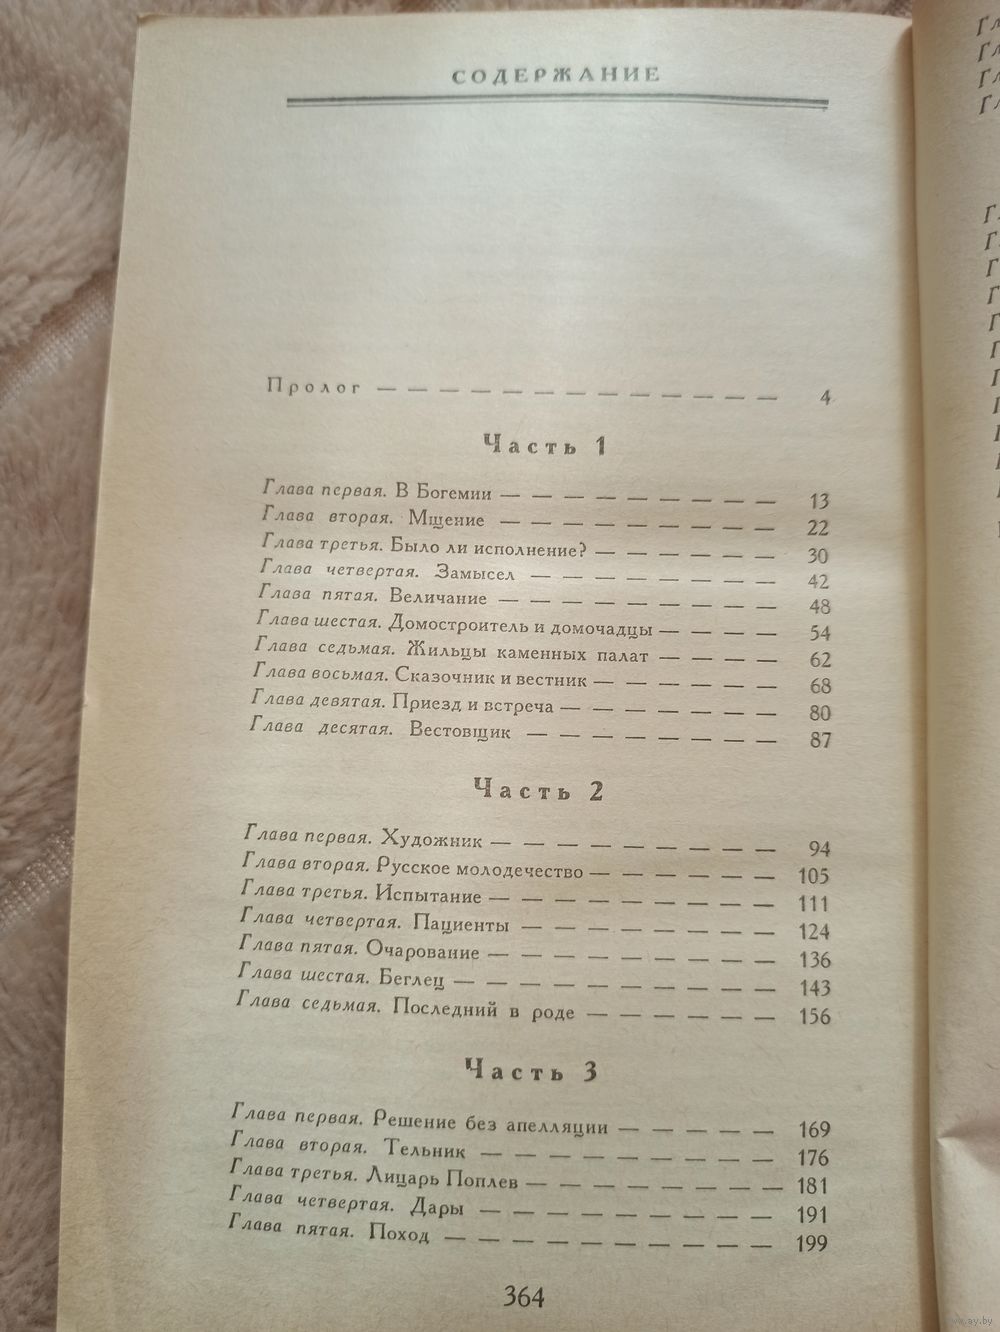 СОДЕРЖАНИЕ
Пролог — — — — — — — — — — — — — 4
Часть 1
Глава первая. В Богемии — — — — — — — — — 13
Глава вторая. Мщение — — — — — — — — — 22
Глава третья. Было ли исполнение? — — — — — — 30
Глава четвертая. Замысел — — — — — — — — 42
Глава пятая. Величание — — — — — — — — — 48
Глава шестая. Домостроитель и домочадцы — — — — 54
Глава седьмая. Жильцы каменных палат — — — — 62
Глава восьмая. Сказочник и вестник — — — — — — 68
Глава девятая. Приезд и встреча — — — — — — — 80
Глава десятая. Вестовщик — — — — — — — — 87
Часть 2
Глава первая. Художник — — — — — — — — — 94
Глава вторая. Русское молодечество — — — — — — 105
Глава третья. Испытание — — — — — — — — — 111
Глава четвертая. Пациенты — — — — — — — — 124
Глава пятая. Очарование — — — — — — — — — 136
Глава шестая. Беглец — — — — — — — — — — 143
Глава седьмая. Последний в роде — — — — — — 156
Часть 3
Глава первая. Решение без апелляции — — — — — 169
Глава вторая. Тельник — — — — — — — — — 176
Глава третья. Лицарь Поплев — — — — — — — — 181
Глава четвертая. Дары — — — — — — — — — 191
Глава пятая. Поход — — — — — — — — — — 199
364
www.ay.by